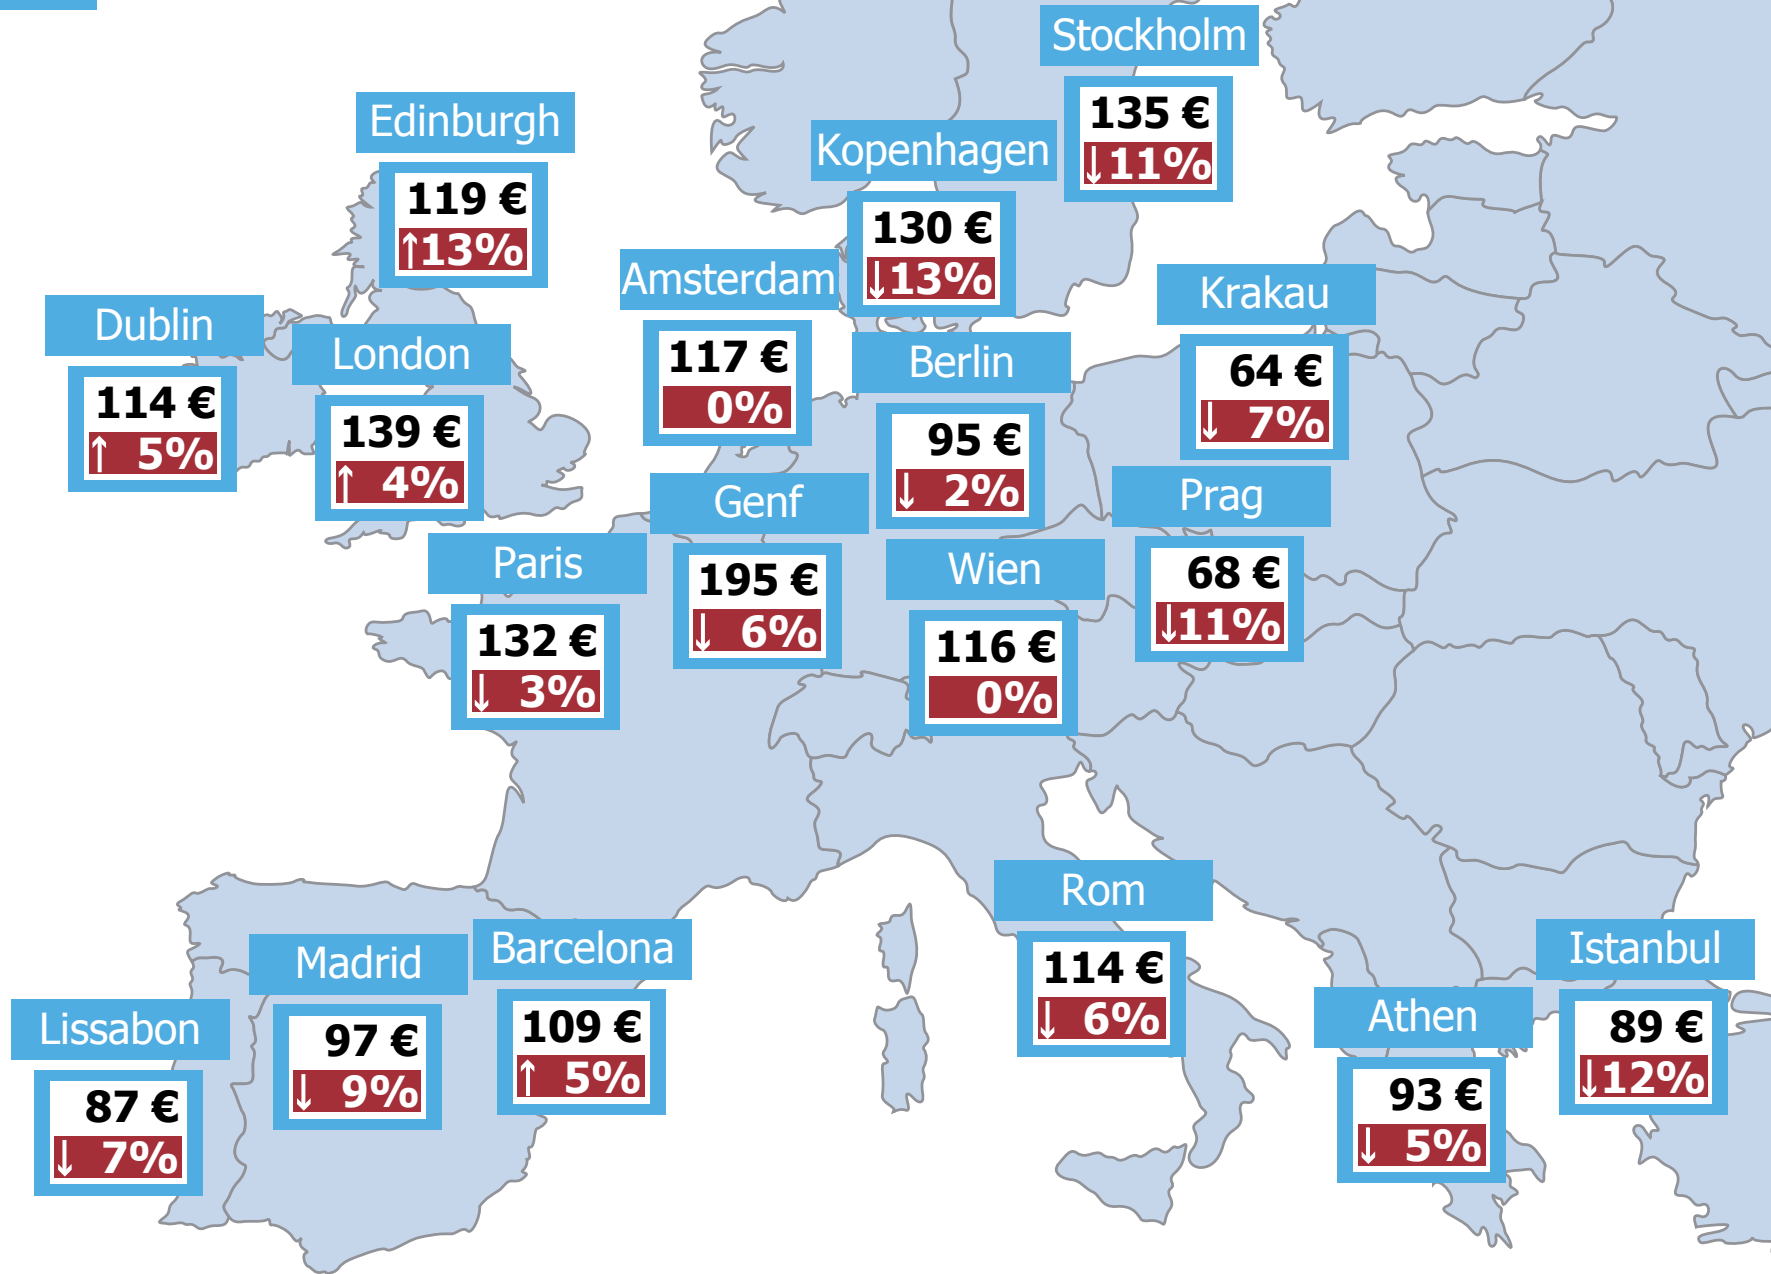 Stockholm
135 €
↓11%
Edinburgh
119 €
↑13%
Kopenhagen
130 €
↓13%
Amsterdam
117 €
0%
Krakau
64 €
↓ 7%
Dublin
114 €
↑ 5%
London
139 €
↑ 4%
Berlin
95 €
↓ 2%
Genf
195 €
↓ 6%
Prag
68 €
↓11%
Paris
132 €
↓ 3%
Wien
116 €
0%
Rom
114 €
↓ 6%
Barcelona
109 €
↑ 5%
Madrid
97 €
↓ 9%
Istanbul
89 €
↓12%
Lissabon
87 €
↓ 7%
Athen
93 €
↓ 5%